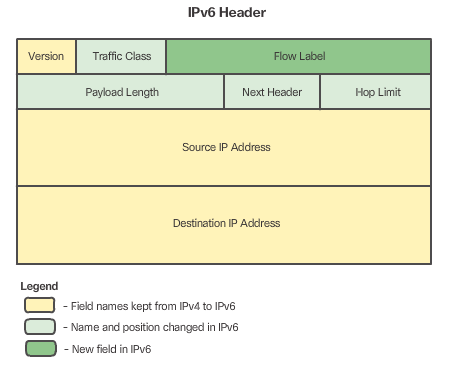 IPv6 Header
Version Traffic Class Flow Label
Payload Length Next Header Hop Limit
Source IP Address
Destination IP Address
Legend
- Field names kept from IPv4 to IPv6
- Name and position changed in IPv6
- New field in IPv6